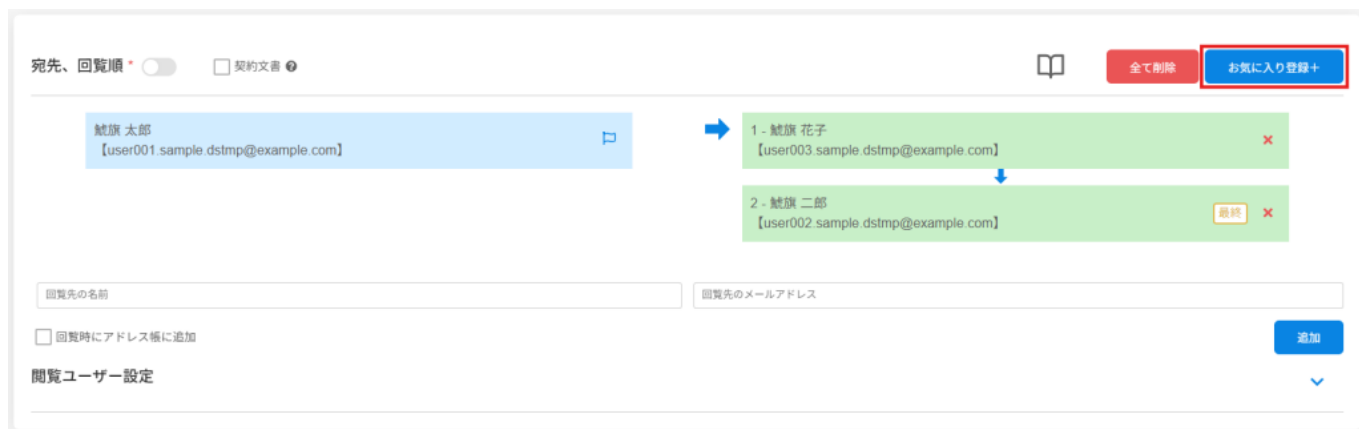 宛先、回覧順 *
契約文書
全て削除
お気に入り登録+
鯱旗 太郎
【user001.sample.dstmp@example.com】
1 - 鯱旗 花子
【user003.sample.dstmp@example.com】
2 - 鯱旗 二郎
【user002.sample.dstmp@example.com】
最終
回覧先の名前
回覧先のメールアドレス
回覧時にアドレス帳に追加
追加
閲覧ユーザー設定